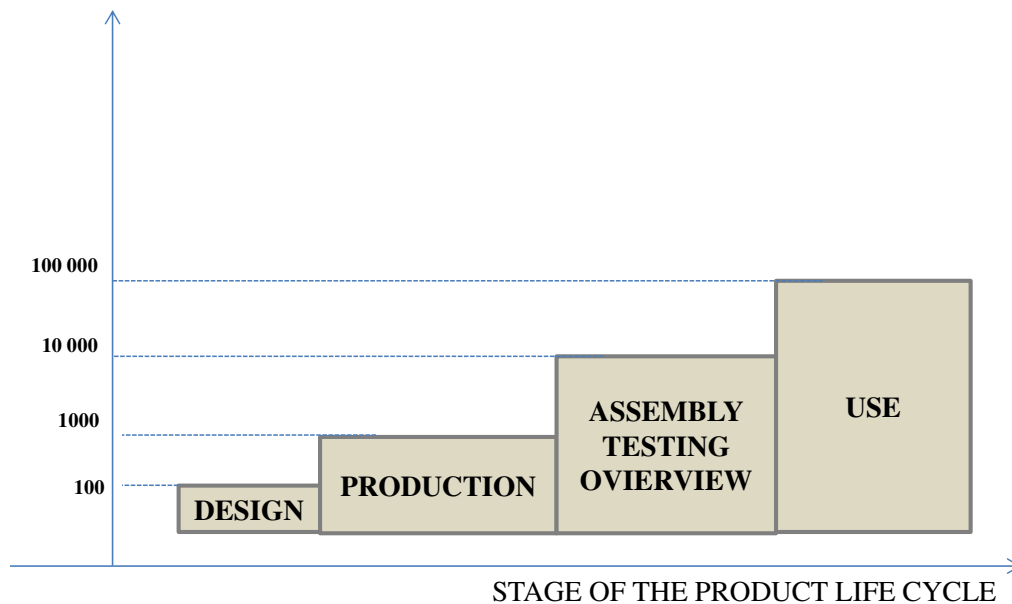 100 000
10 000
1000
100
DESIGN
PRODUCTION
ASSEMBLY
TESTING
OVIERVIEW
USE
STAGE OF THE PRODUCT LIFE CYCLE